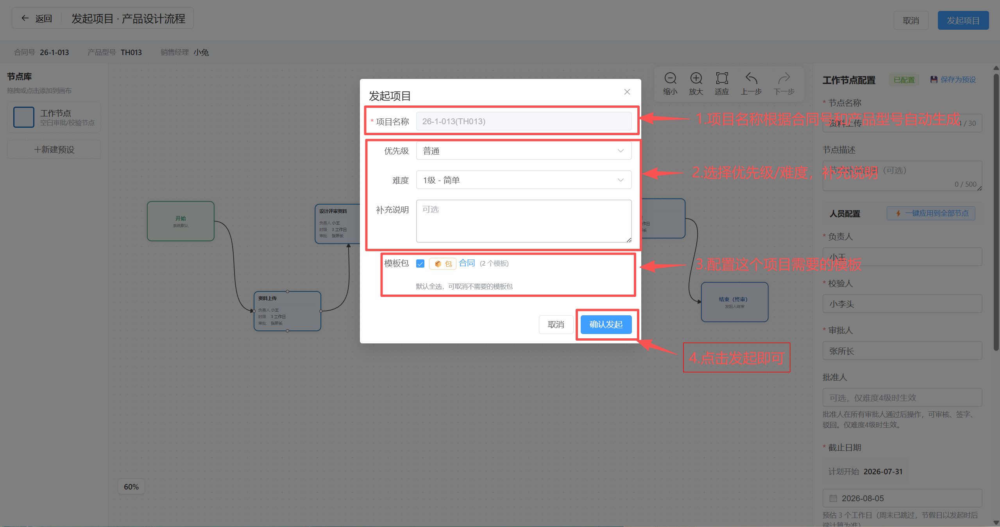 返回
发起项目 · 产品设计流程
取消
发起项目
合同号 26-1-013 产品型号 TH013 销售经理 小兔
节点库
拖拽或点击添加到画布
工作节点
空白审批/校验节点
+新建预设
开始
系统默认
资料上传
负责人 小王
时限 3 工作日
审批 张所长
设计评审资料
负责人 小王
时限 3 工作日
审批 张所长
60%
发起项目
* 项目名称 26-1-013(TH013)
优先级 普通
难度 1级 - 简单
补充说明 可选
模板包 包 合同 (2 个模板)
默认全选，可取消不需要的模板包
取消
确认发起
1.项目名称根据合同号和产品型号自动生成
2.选择优先级/难度，补充说明
3.配置这个项目需要的模板
4.点击发起即可
缩小 放大 适应 上一步 下一步
作日
长
结束（终审）
发起人终审
工作节点配置 已配置 保存为预设
* 节点名称
资料上传 4 / 30
节点描述
节点补充说明（可选）
0 / 500
人员配置 一键应用到全部节点
* 负责人
小王
* 校验人
小李头
* 审批人
张所长
批准人
可选，仅难度4级时生效
批准人在所有审批人通过后操作，可审核、签字、
驳回。仅难度4级时生效。
* 截止日期
计划开始 2026-07-31
2026-08-05
预估 3 个工作日（周末已跳过，节假日以发起时后
端计算为准）